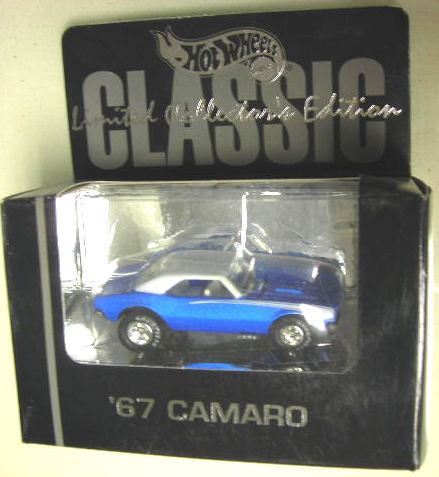 Hot Wheels
CLASSIC
Limited Collector's Edition
'67 CAMARO